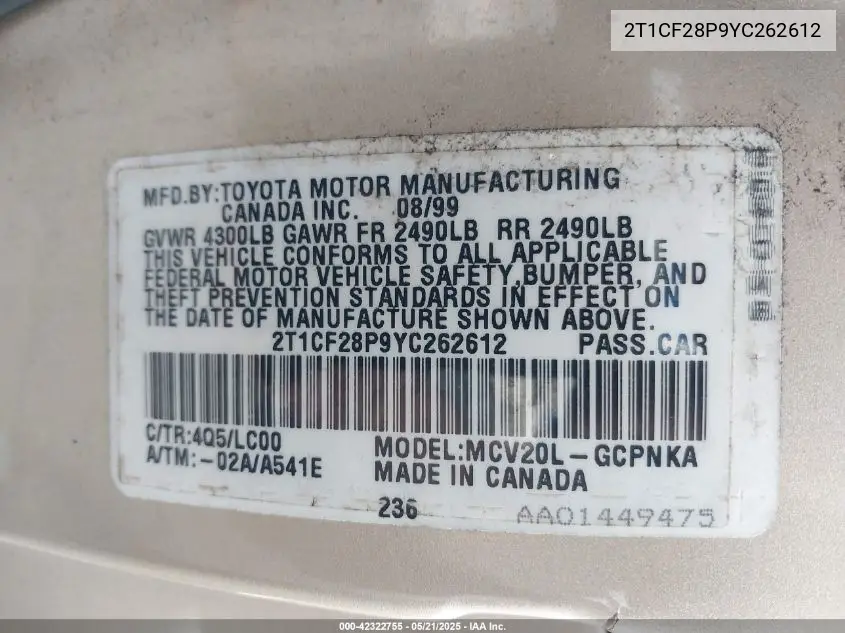 2T1CF28P9YC262612
MFD.BY:TOYOTA MOTOR MANUFACTURING
CANADA INC. 08/99
GVWR 4300LB GAWR FR 2490LB RR 2490LB
THIS VEHICLE CONFORMS TO ALL APPLICABLE
FEDERAL MOTOR VEHICLE SAFETY,BUMPER, AND
THEFT PREVENTION STANDARDS IN EFFECT ON
THE DATE OF MANUFACTURE SHOWN ABOVE.
2T1CF28P9YC262612 PASS.CAR
C/TR:4Q5/LC00 MODEL:MCV20L-GCPNKA
A/TM:-02A/A541E MADE IN CANADA
236 AA01449475
000-42322755 - 05/21/2025 - IAA Inc.